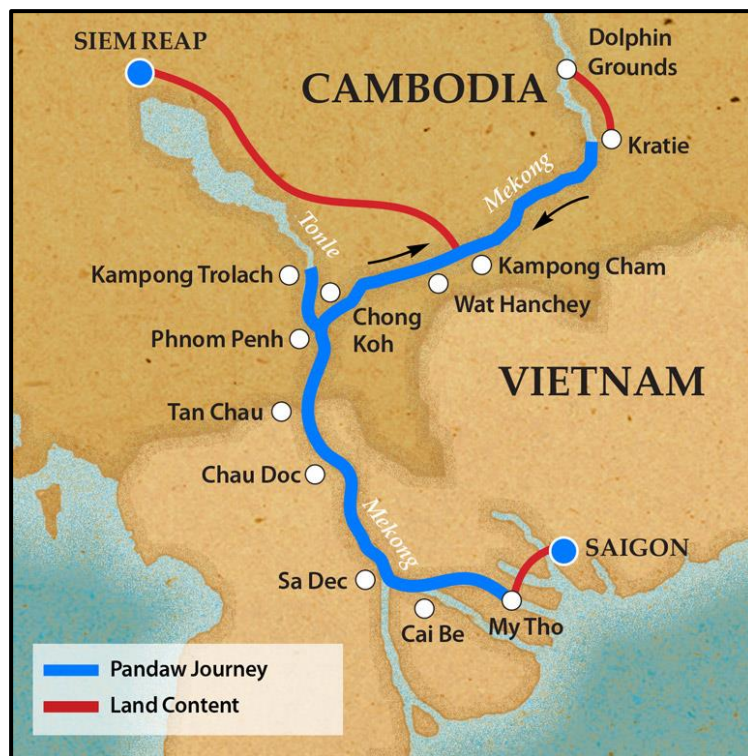 SIEM REAP
CAMBODIA
Dolphin
Grounds
Kratie
Mekong
Tonle
Kampong Trolach
Kampong Cham
Wat Hanchey
Chong
Koh
Phnom Penh
VIETNAM
Tan Chau
Chau Doc
Mekong
SAIGON
Sa Dec
Cai Be
My Tho
Pandaw Journey
Land Content